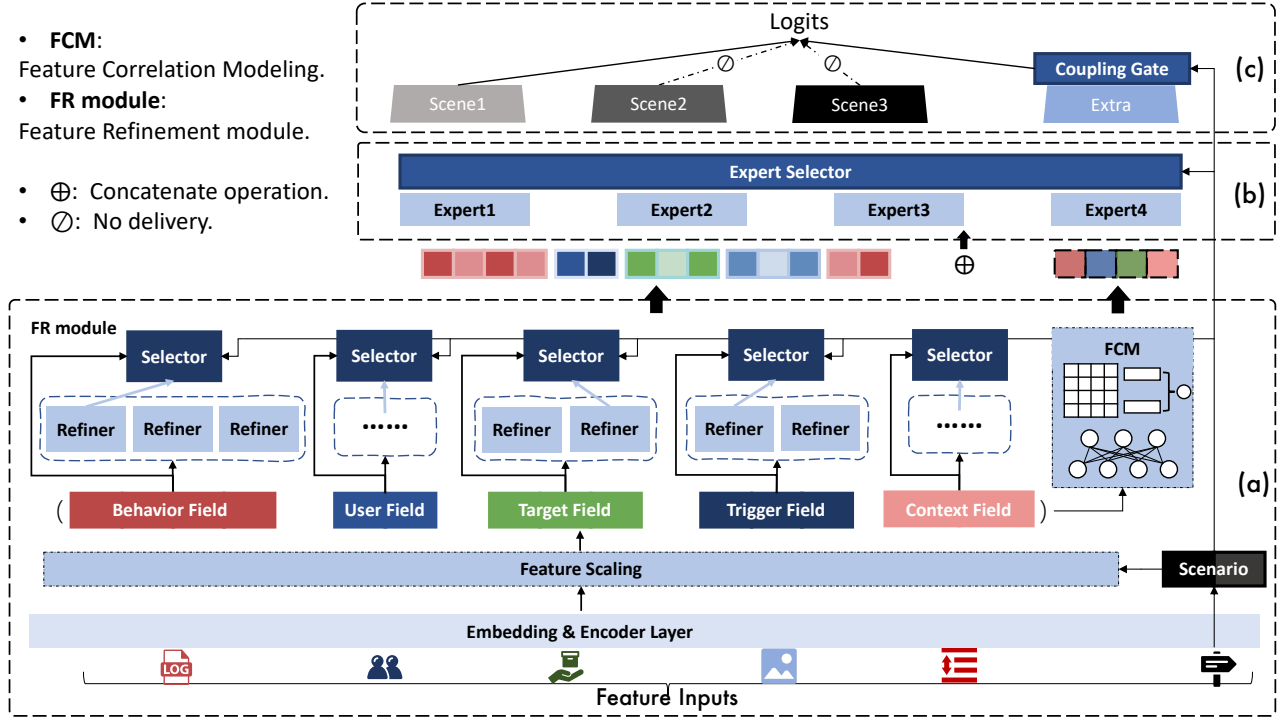 • FCM:
Feature Correlation Modeling.
• FR module:
Feature Refinement module.
• ⊕: Concatenate operation.
• ⊘: No delivery.
Logits
⊘ ⊘
Coupling Gate
(c)
Scene1 Scene2 Scene3 Extra
Expert Selector
(b)
Expert1 Expert2 Expert3 Expert4
⊕
FR module
Selector Selector Selector Selector Selector
FCM
Refiner Refiner Refiner …… Refiner Refiner Refiner Refiner ……
(a)
( Behavior Field User Field Target Field Trigger Field Context Field )
Feature Scaling
Scenario
Embedding & Encoder Layer
LOG
Feature Inputs